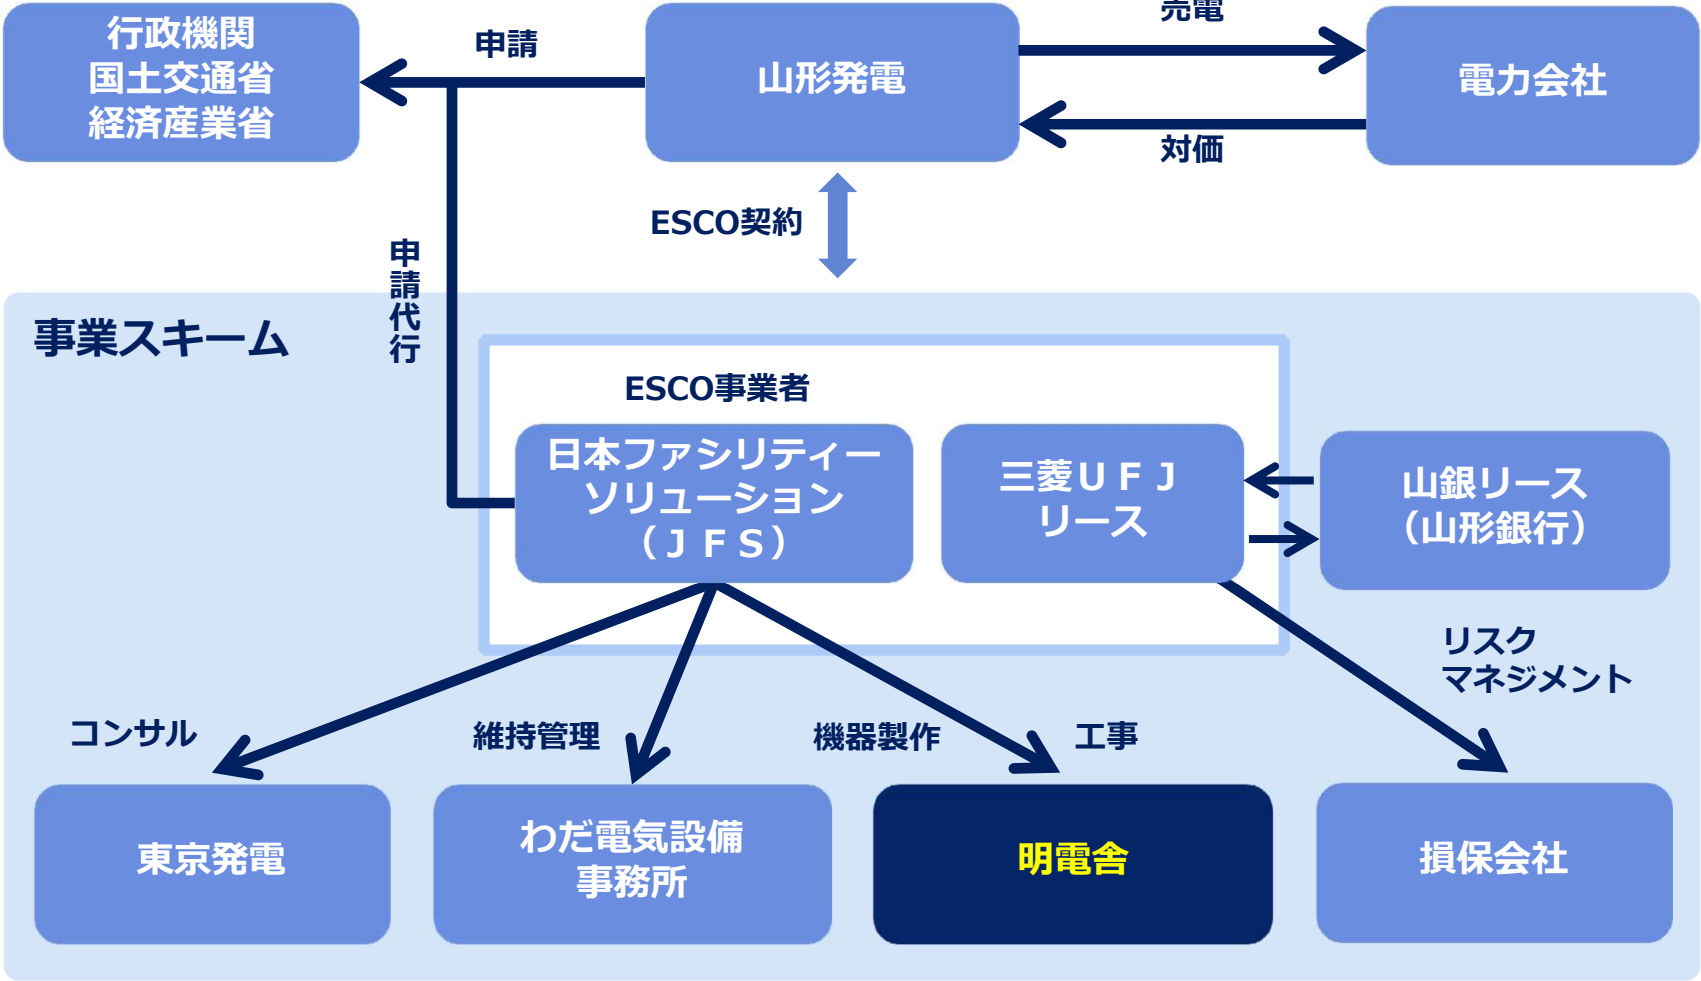 行政機関
国土交通省
経済産業省
申請
山形発電
売電
対価
電力会社
ESCO契約
申請代行
事業スキーム
ESCO事業者
日本ファシリティー
ソリューション
（ＪＦＳ）
三菱ＵＦＪ
リース
山銀リース
（山形銀行）
リスク
マネジメント
コンサル
維持管理
機器製作
工事
東京発電
わだ電気設備
事務所
明電舎
損保会社